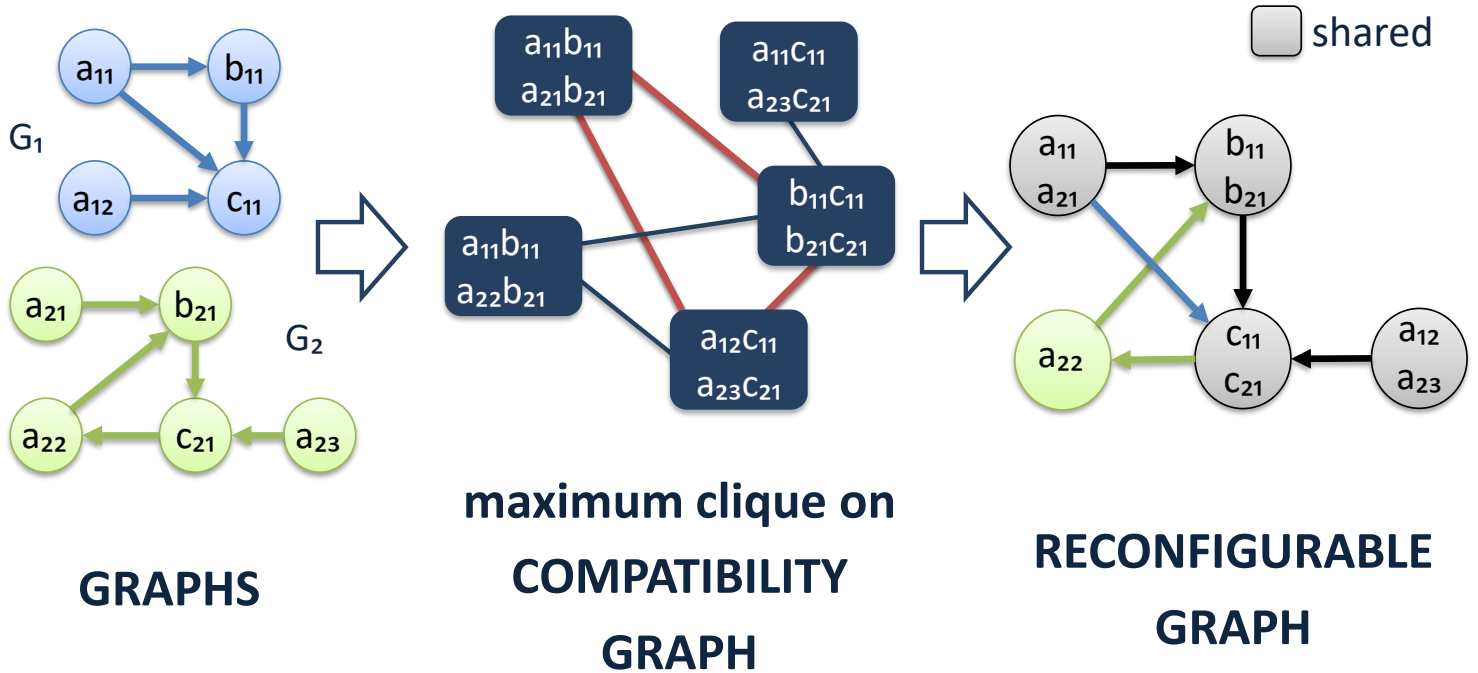 G₁
a₁₁
b₁₁
a₁₂
c₁₁
G₂
a₂₁
b₂₁
a₂₂
c₂₁
a₂₃
GRAPHS
a₁₁b₁₁
a₂₁b₂₁
a₁₁c₁₁
a₂₃c₂₁
b₁₁c₁₁
b₂₁c₂₁
a₁₁b₁₁
a₂₂b₂₁
a₁₂c₁₁
a₂₃c₂₁
maximum clique on
COMPATIBILITY
GRAPH
shared
a₁₁
a₂₁
b₁₁
b₂₁
a₂₂
c₁₁
c₂₁
a₁₂
a₂₃
RECONFIGURABLE
GRAPH